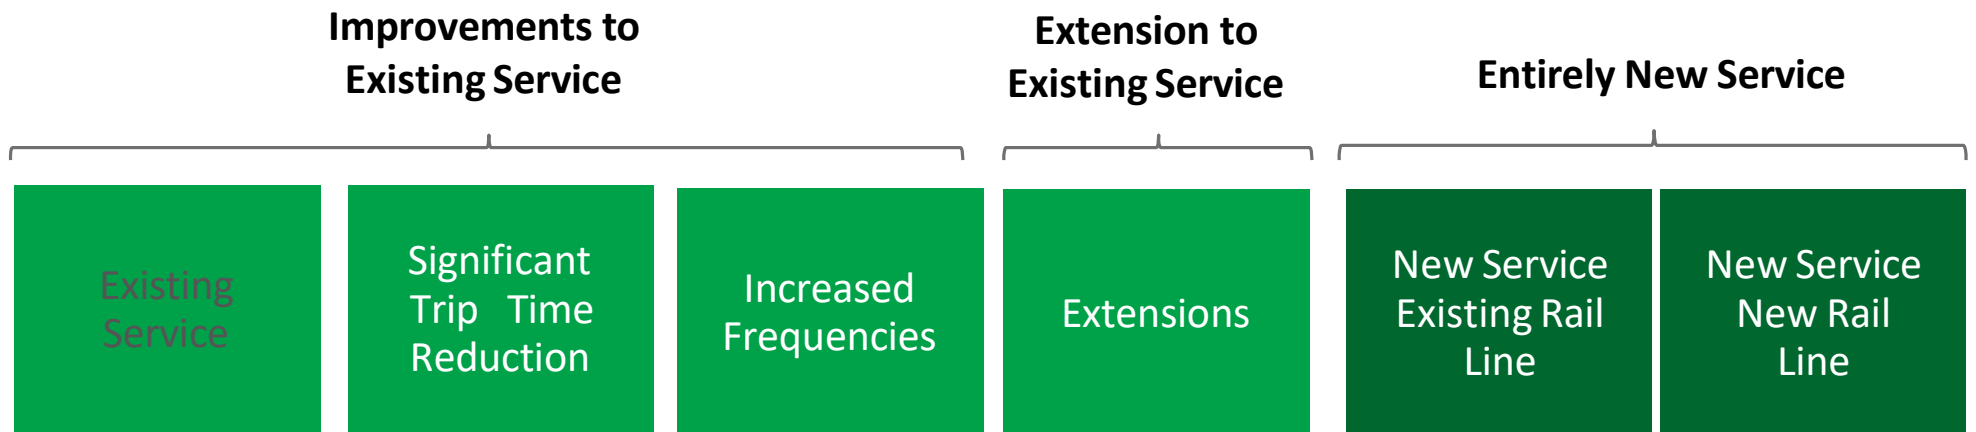 Improvements to
Existing Service
Extension to
Existing Service
Entirely New Service
Existing
Service
Significant
Trip Time
Reduction
Increased
Frequencies
Extensions
New Service
Existing Rail
Line
New Service
New Rail
Line